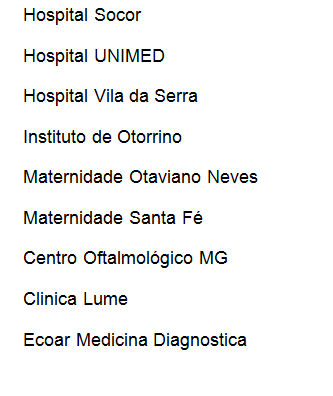 Hospital Socor
Hospital UNIMED
Hospital Vila da Serra
Instituto de Otorrino
Maternidade Otaviano Neves
Maternidade Santa Fé
Centro Oftalmológico MG
Clinica Lume
Ecoar Medicina Diagnostica